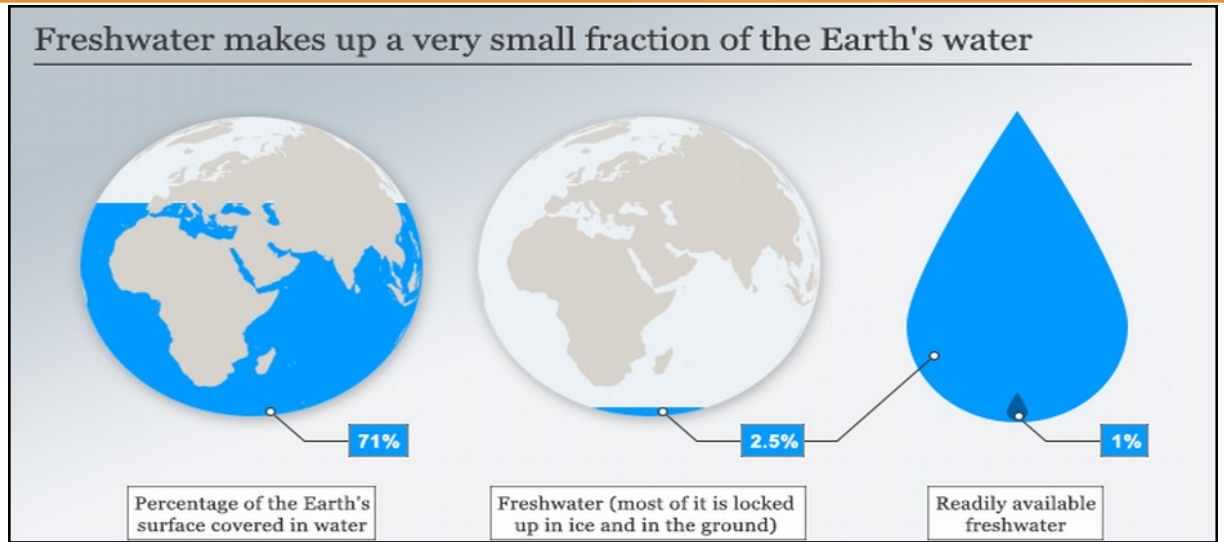 Freshwater makes up a very small fraction of the Earth's water
71%
2.5%
1%
Percentage of the Earth's
surface covered in water
Freshwater (most of it is locked
up in ice and in the ground)
Readily available
freshwater